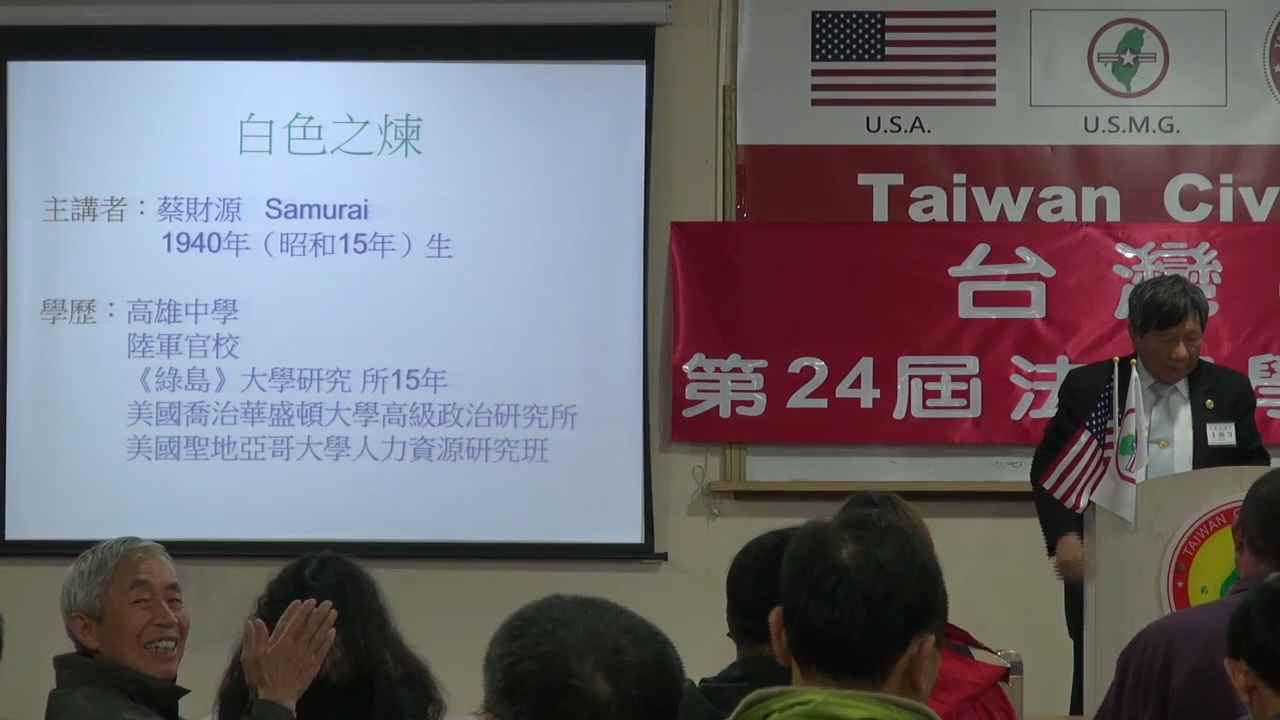 白色之煉
主講者：蔡財源 Samurai
1940年（昭和15年）生
學歷：高雄中學
陸軍官校
《綠島》大學研究 所15年
美國喬治華盛頓大學高級政治研究所
美國聖地亞哥大學人力資源研究班
U.S.A. U.S.M.G.
Taiwan Civ
台灣
第24屆法
TAIWAN